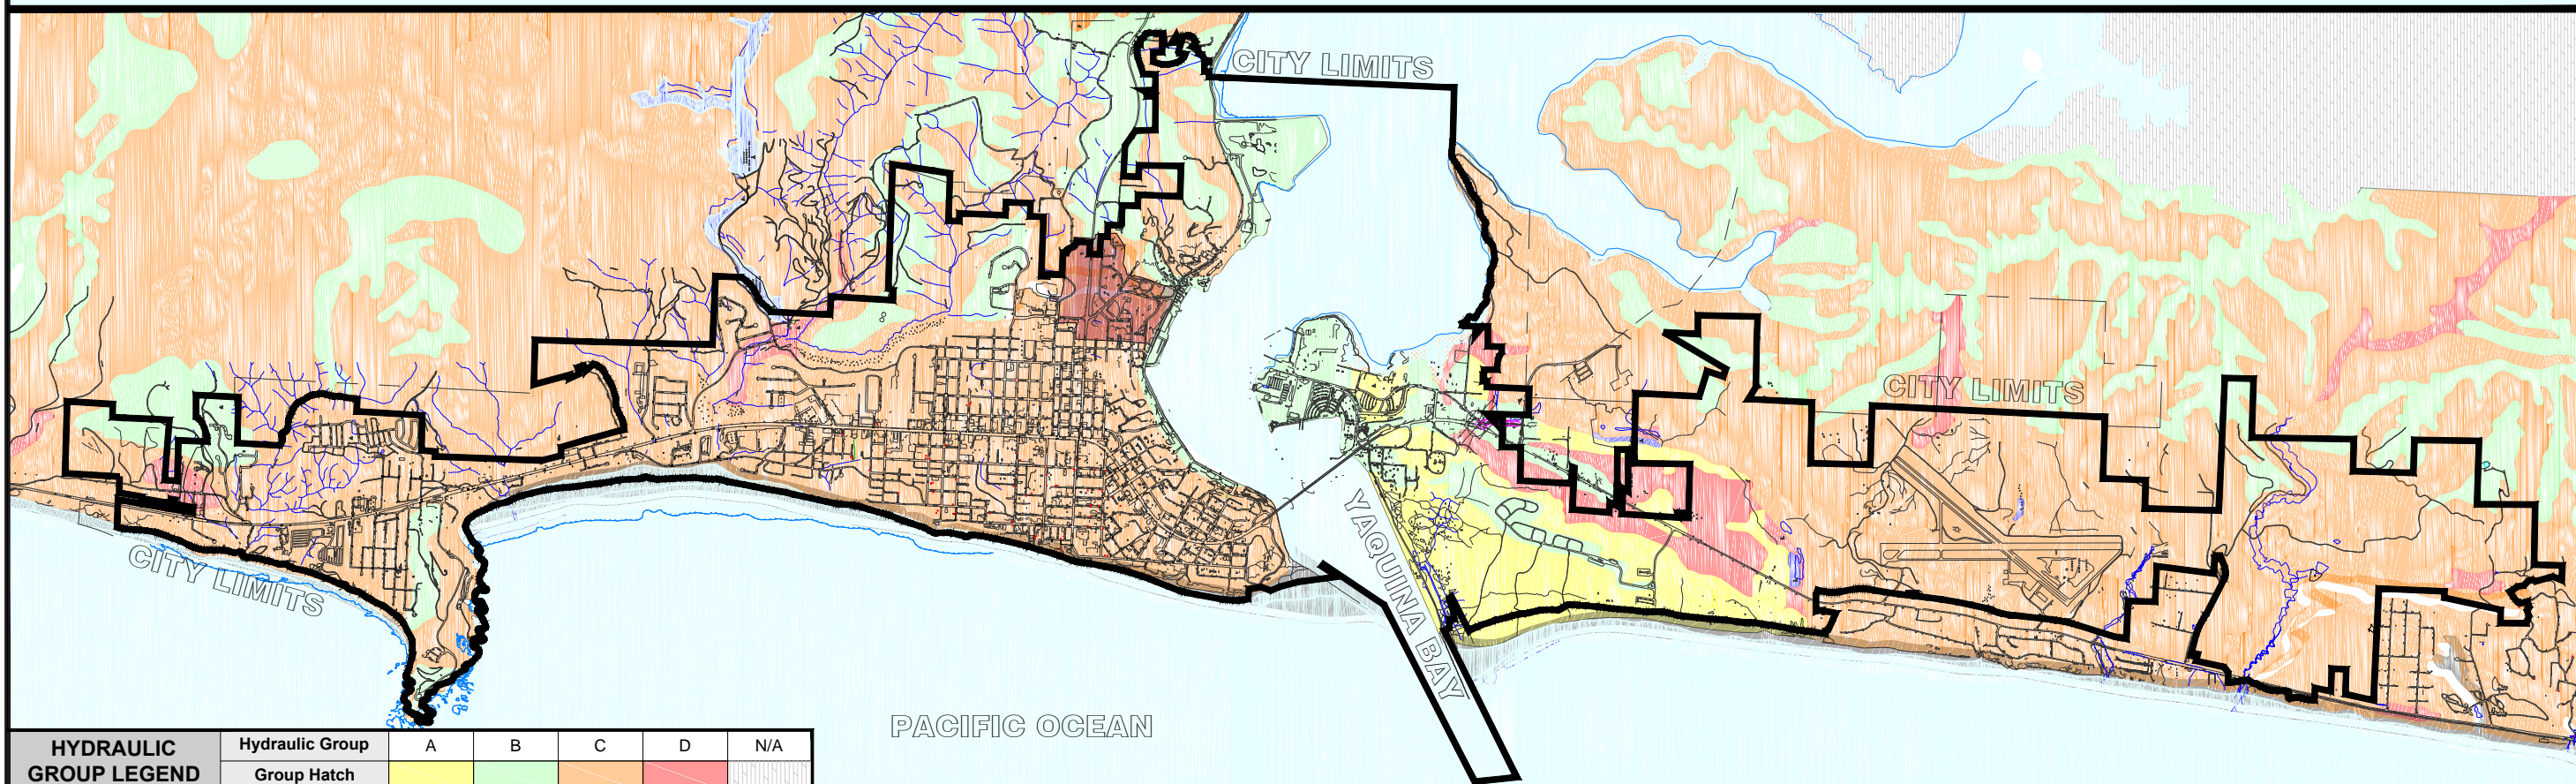 CITY LIMITS
CITY LIMITS
CITY LIMITS
YAQUINA BAY
PACIFIC OCEAN
HYDRAULIC
GROUP LEGEND
Hydraulic Group
A
B
C
D
N/A
Group Hatch